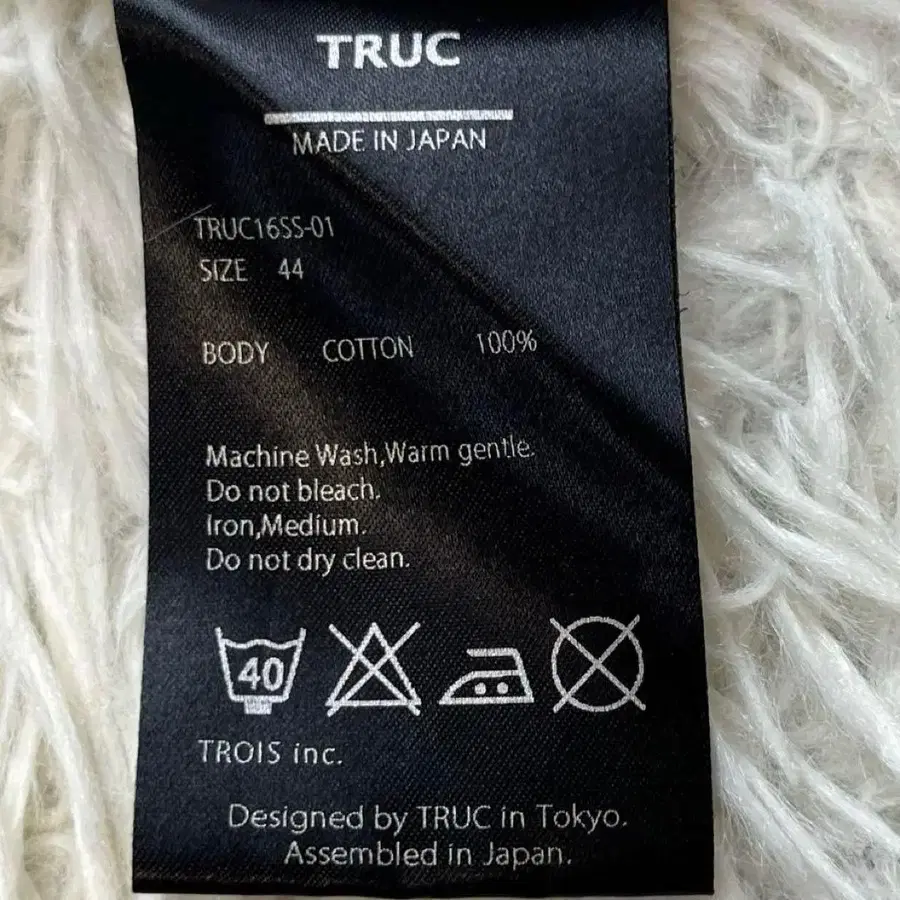 TRUC
MADE IN JAPAN
TRUC16SS-01
SIZE 44
BODY COTTON 100%
Machine Wash,Warm gentle.
Do not bleach.
Iron,Medium.
Do not dry clean.
40
TROIS inc.
Designed by TRUC in Tokyo.
Assembled in Japan.